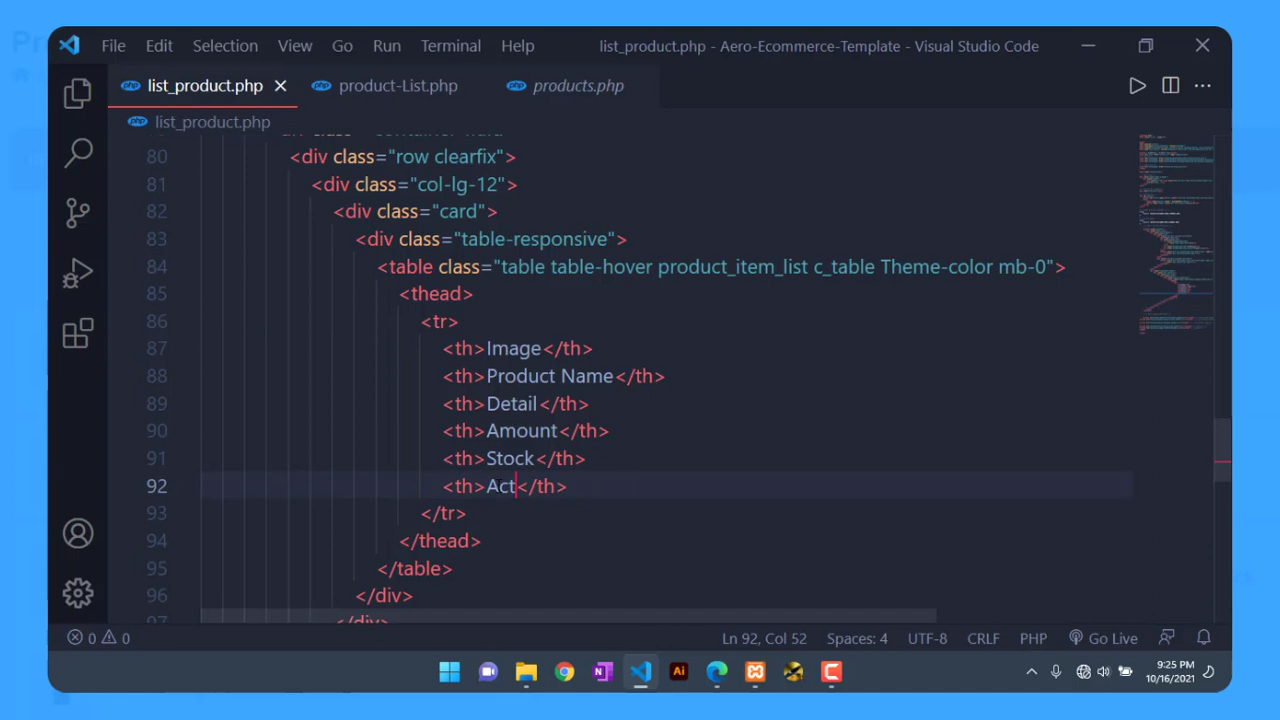 File Edit Selection View Go Run Terminal Help list_product.php - Aero-Ecommerce-Template - Visual Studio Code
list_product.php product-List.php products.php
list_product.php
80 <div class="row clearfix">
81 <div class="col-lg-12">
82 <div class="card">
83 <div class="table-responsive">
84 <table class="table table-hover product_item_list c_table Theme-color mb-0">
85 <thead>
86 <tr>
87 <th>Image</th>
88 <th>Product Name</th>
89 <th>Detail</th>
90 <th>Amount</th>
91 <th>Stock</th>
92 <th>Act</th>
93 </tr>
94 </thead>
95 </table>
96 </div>
97 </div>
0 0 Ln 92, Col 52 Spaces: 4 UTF-8 CRLF PHP Go Live
9:25 PM
10/16/2021